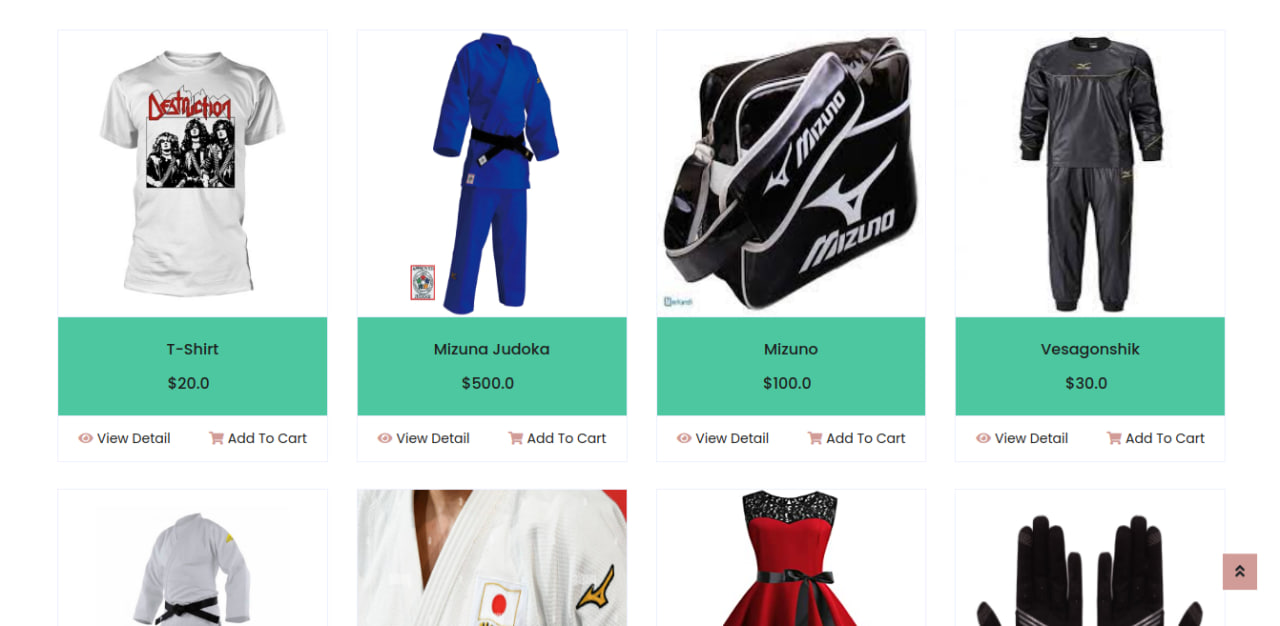 DESTRUCTION
MIZUNO
MIZUNO
T-Shirt
Mizuna Judoka
Mizuno
Vesagonshik
$20.0
$500.0
$100.0
$30.0
View Detail Add To Cart
View Detail Add To Cart
View Detail Add To Cart
View Detail Add To Cart